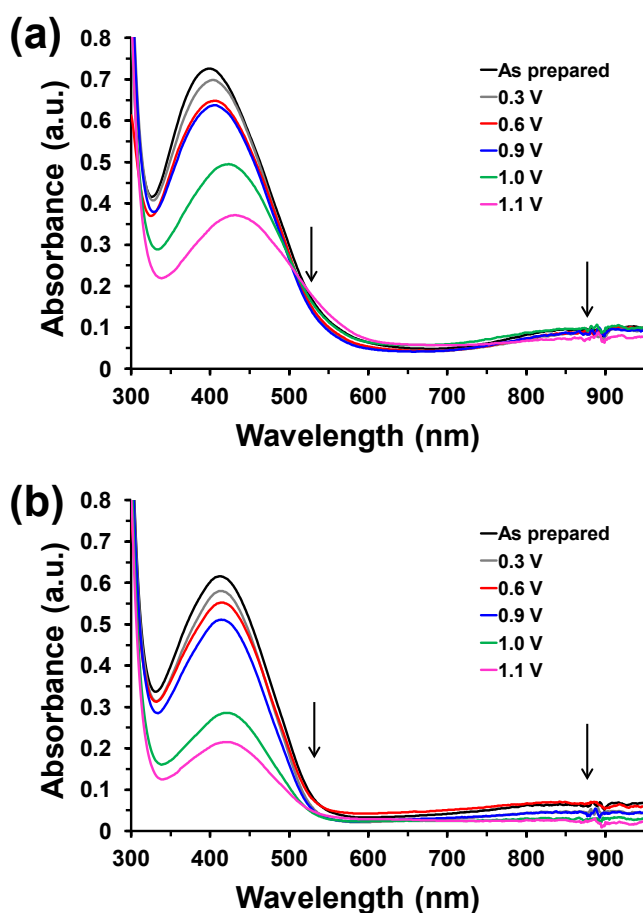 (a)
Absorbance (a.u.)
0.8
0.7
0.6
0.5
0.4
0.3
0.2
0.1
0
As prepared
0.3 V
0.6 V
0.9 V
1.0 V
1.1 V
300 400 500 600 700 800 900
Wavelength (nm)
(b)
Absorbance (a.u.)
0.8
0.7
0.6
0.5
0.4
0.3
0.2
0.1
0
As prepared
0.3 V
0.6 V
0.9 V
1.0 V
1.1 V
300 400 500 600 700 800 900
Wavelength (nm)